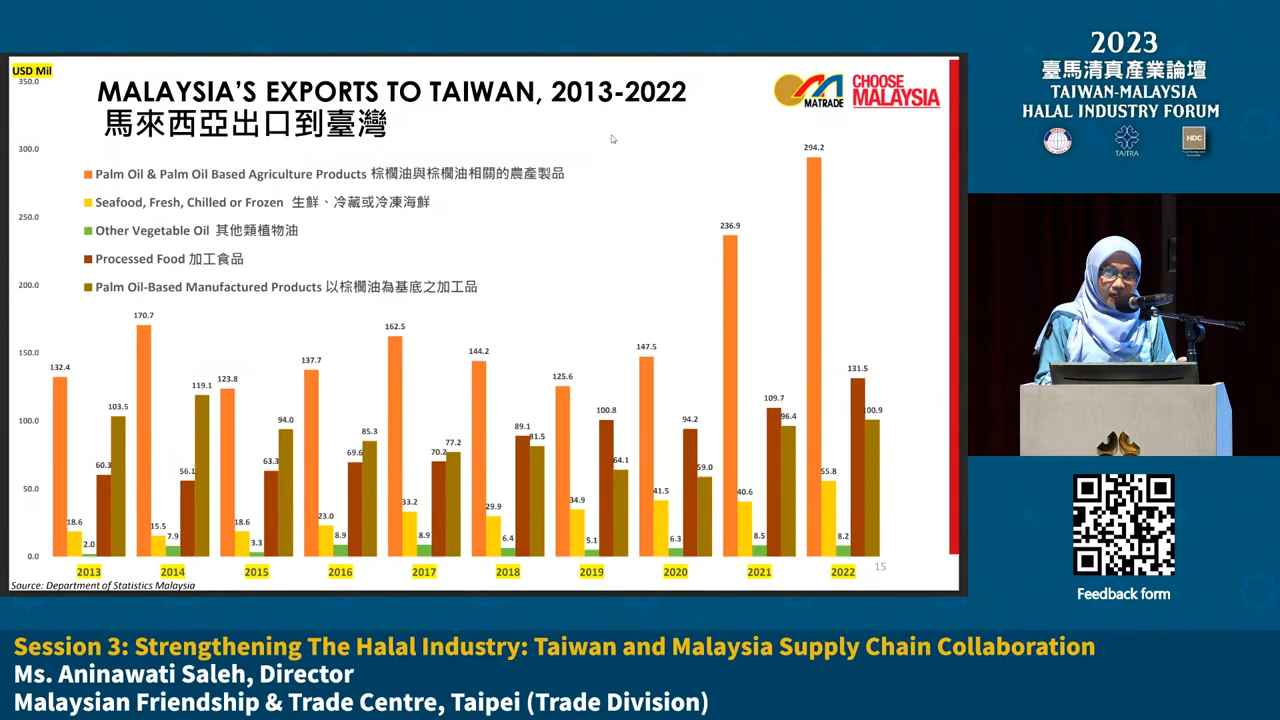 USD Mil
MALAYSIA'S EXPORTS TO TAIWAN, 2013-2022
馬來西亞出口到臺灣
MATRADE
CHOOSE
MALAYSIA
350.0
300.0
250.0
200.0
150.0
100.0
50.0
0.0
Palm Oil & Palm Oil Based Agriculture Products 棕櫚油與棕櫚油相關的農產製品
Seafood, Fresh, Chilled or Frozen 生鮮、冷藏或冷凍海鮮
Other Vegetable Oil 其他類植物油
Processed Food 加工食品
Palm Oil-Based Manufactured Products 以棕櫚油為基底之加工品
132.4 18.6 2.0 60.3 103.5
170.7 15.5 7.9 56.1 119.1
123.8 18.6 3.3 63.3 94.0
137.7 23.0 8.9 69.6 85.3
162.5 33.2 8.9 70.2 77.2
144.2 29.9 6.4 89.1 81.5
125.6 34.9 5.1 100.8 64.1
147.5 41.5 6.3 94.2 59.0
236.9 40.6 8.5 109.7 96.4
294.2 55.8 8.2 131.5 100.9
2013 2014 2015 2016 2017 2018 2019 2020 2021 2022
15
Source: Department of Statistics Malaysia
2023
臺馬清真產業論壇
TAIWAN-MALAYSIA
HALAL INDUSTRY FORUM
TAITRA
HDC
Feedback form
Session 3: Strengthening The Halal Industry: Taiwan and Malaysia Supply Chain Collaboration
Ms. Aninawati Saleh, Director
Malaysian Friendship & Trade Centre, Taipei (Trade Division)